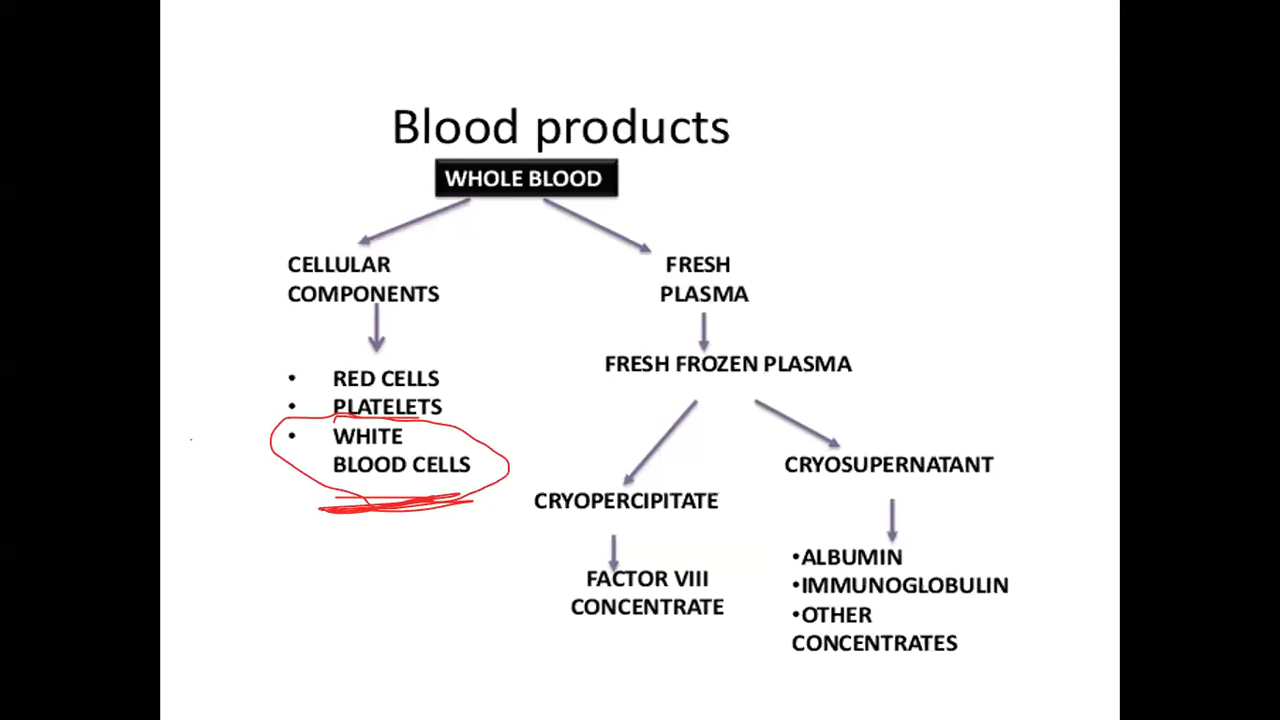 Blood products
WHOLE BLOOD
CELLULAR
COMPONENTS
• RED CELLS
• PLATELETS
• WHITE
BLOOD CELLS
FRESH
PLASMA
FRESH FROZEN PLASMA
CRYOPERCIPITATE
FACTOR VIII
CONCENTRATE
CRYOSUPERNATANT
•ALBUMIN
•IMMUNOGLOBULIN
•OTHER
CONCENTRATES